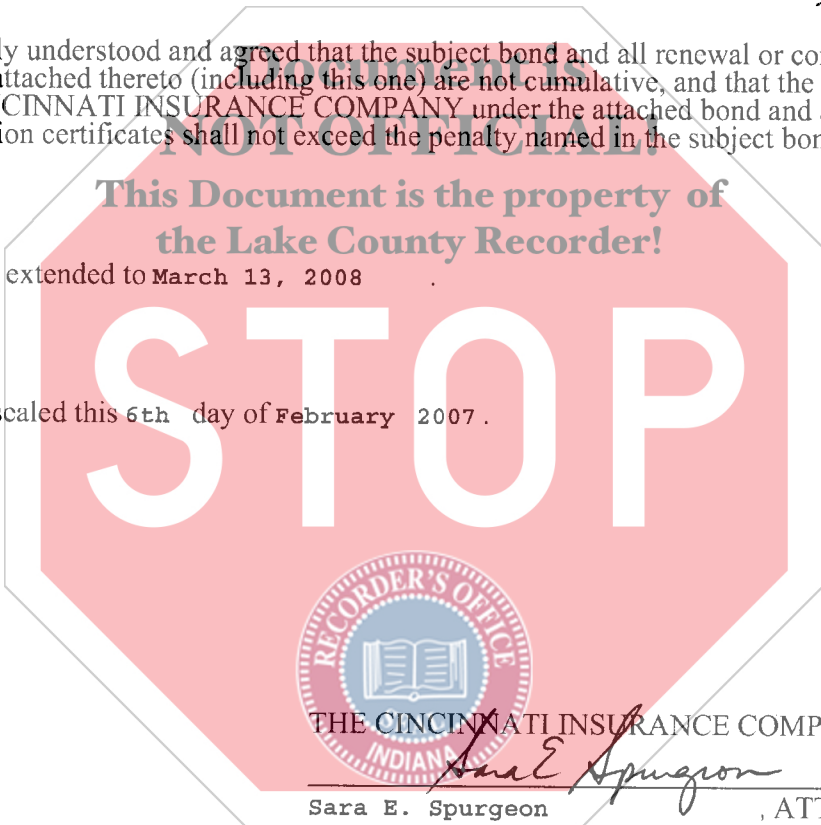 ly understood and agreed that the subject bond and all renewal or co
attached thereto (including this one) are not cumulative, and that the
CINNATI INSURANCE COMPANY under the attached bond and
ion certificates shall not exceed the penalty named in the subject bon
Document is
NOT OFFICIAL!
This Document is the property of
the Lake County Recorder!
extended to March 13, 2008 .
STOP
scaled this 6th day of February 2007.
RECORDER'S OFFICE
INDIANA
THE CINCINNATI INSURANCE COMP
Sara E Spurgeon
Sara E. Spurgeon , ATT